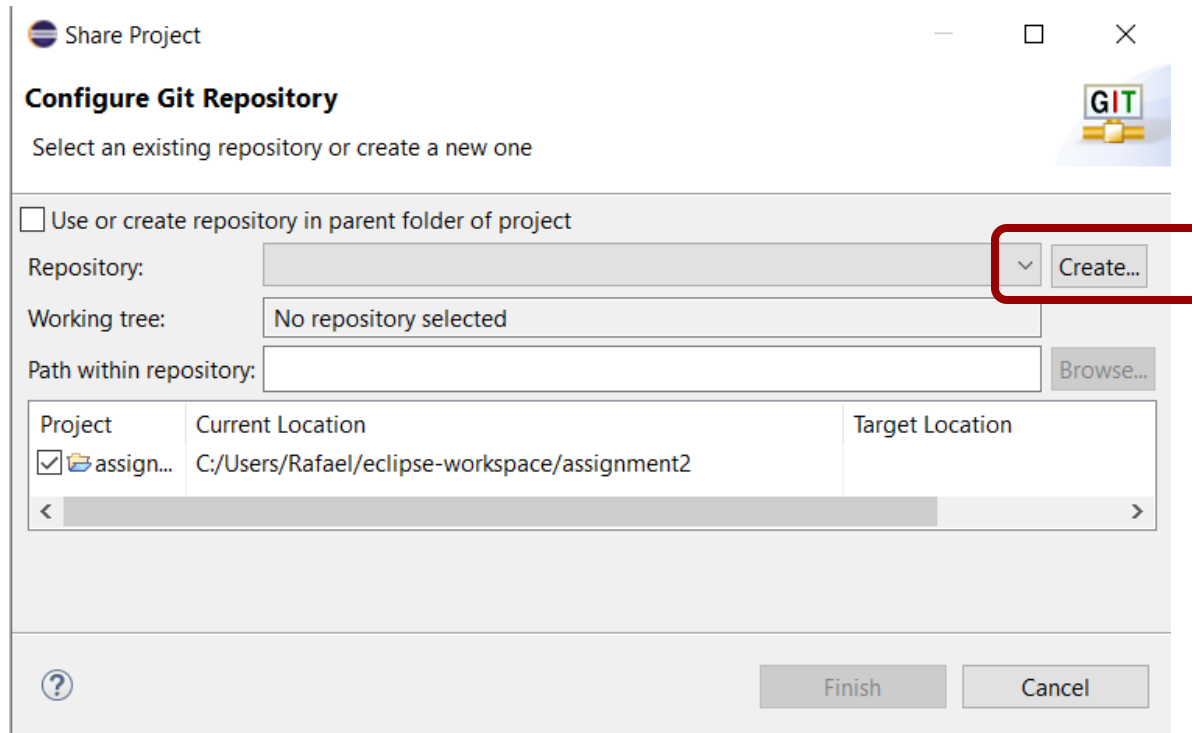 Share Project
Configure Git Repository
GIT
Select an existing repository or create a new one
Use or create repository in parent folder of project
Repository: Create...
Working tree: No repository selected
Path within repository: Browse...
Project Current Location Target Location
assign... C:/Users/Rafael/eclipse-workspace/assignment2
? Finish Cancel